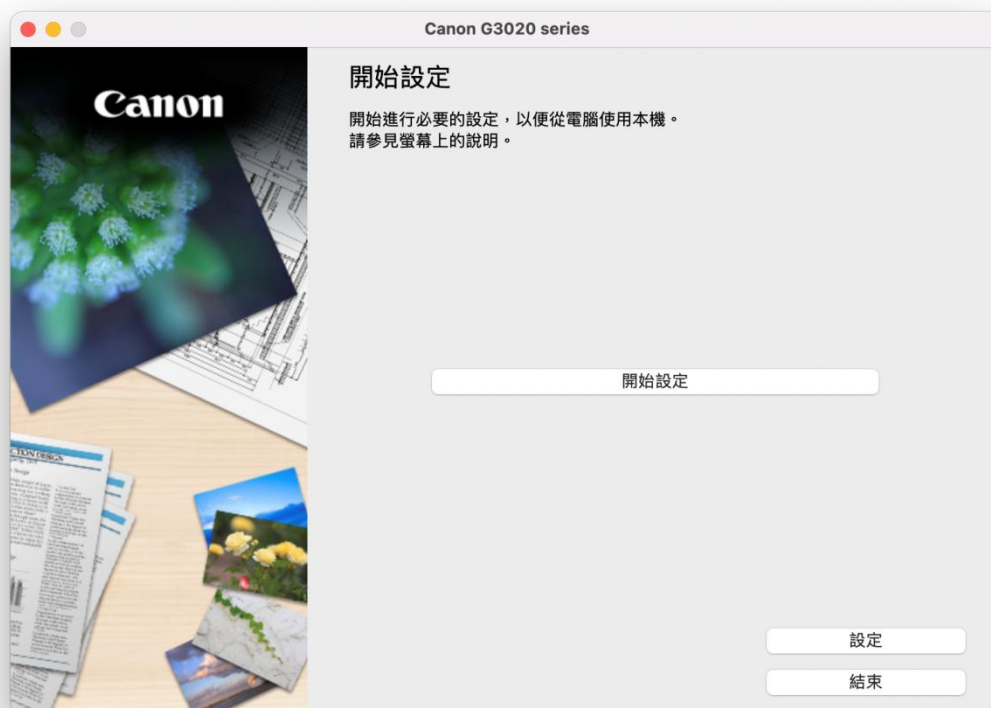 Canon G3020 series
Canon
開始設定
開始進行必要的設定，以便從電腦使用本機。
請參見螢幕上的說明。
開始設定
CTION DESIGN
設定
結束